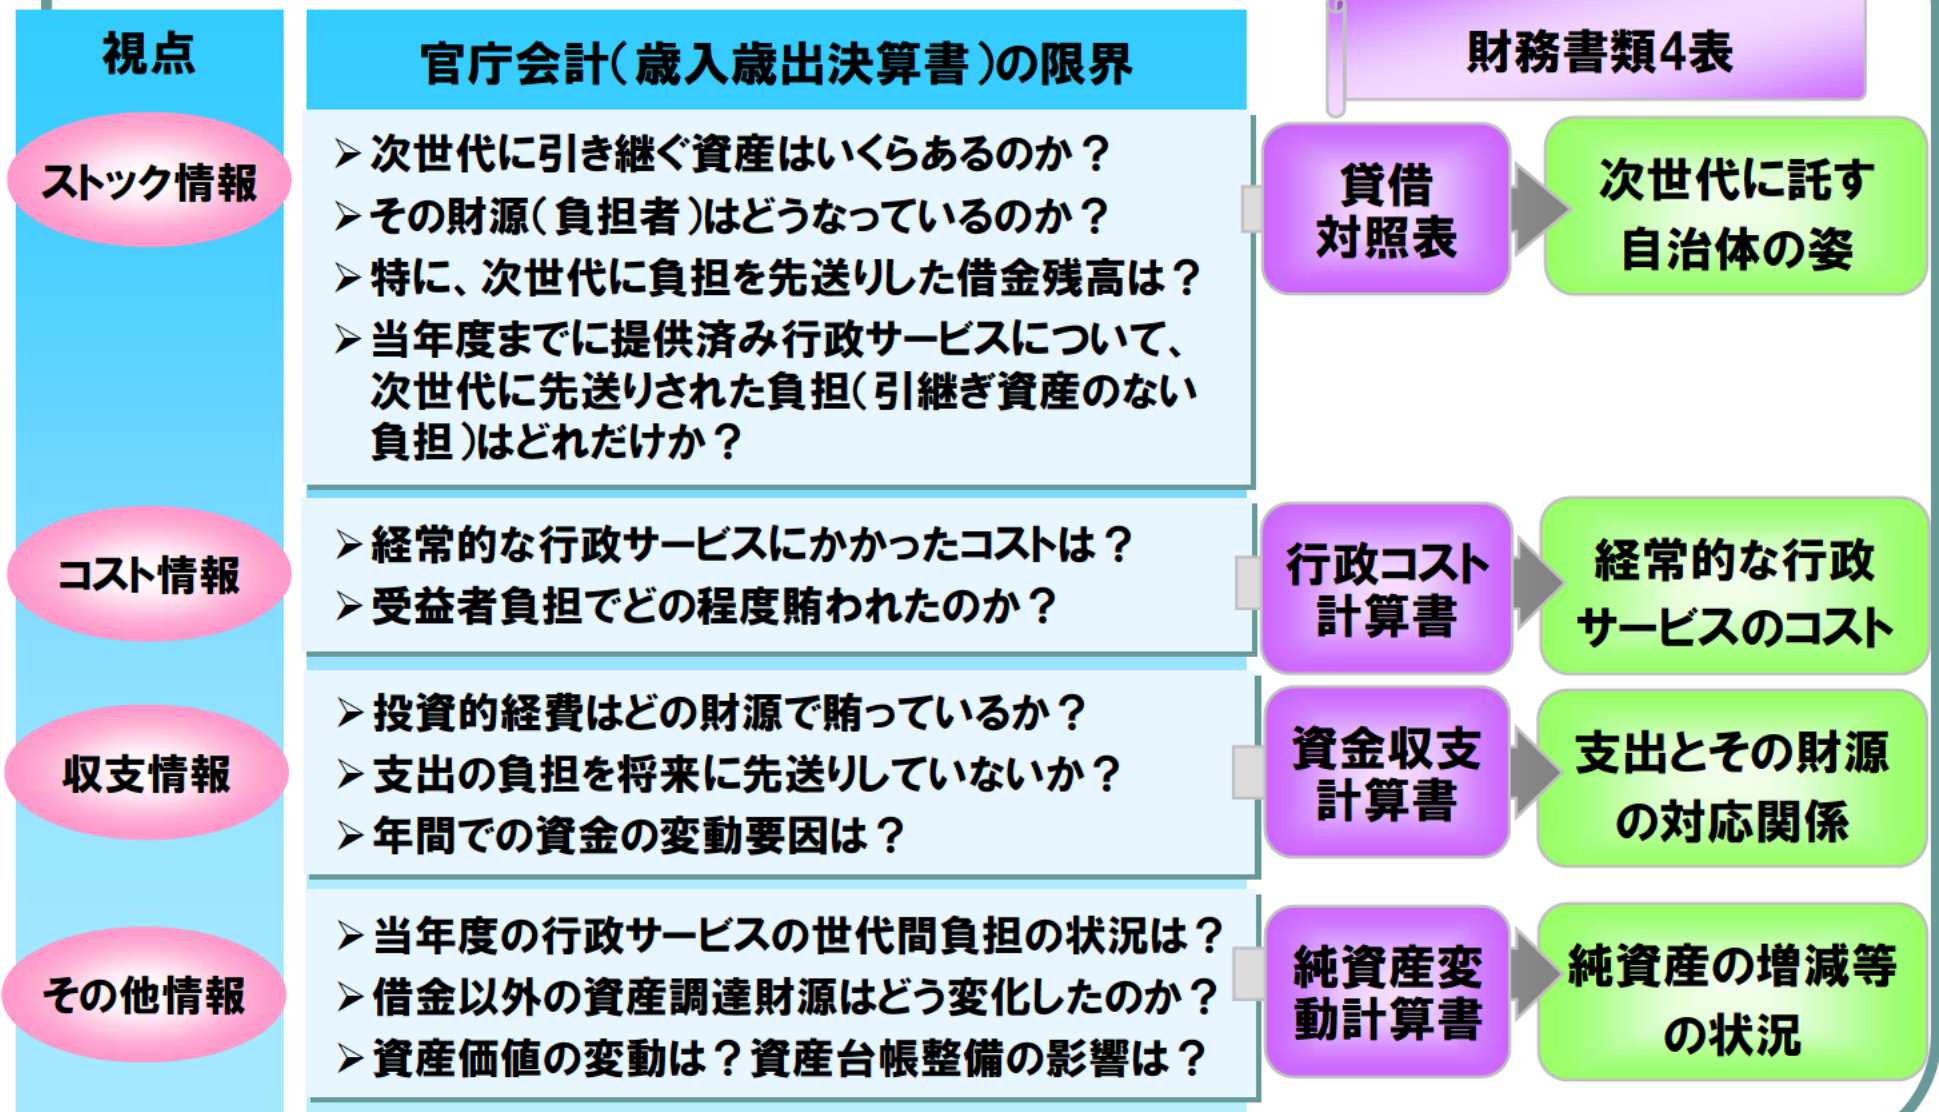 視点
官庁会計(歳入歳出決算書)の限界
財務書類4表
ストック情報
➢次世代に引き継ぐ資産はいくらあるのか？
➢その財源(負担者)はどうなっているのか？
➢特に、次世代に負担を先送りした借金残高は？
➢当年度までに提供済み行政サービスについて、
次世代に先送りされた負担(引継ぎ資産のない
負担)はどれだけか？
貸借
対照表
次世代に託す
自治体の姿
コスト情報
➢経常的な行政サービスにかかったコストは？
➢受益者負担でどの程度賄われたのか？
行政コスト
計算書
経常的な行政
サービスのコスト
収支情報
➢投資的経費はどの財源で賄っているか？
➢支出の負担を将来に先送りしていないか？
➢年間での資金の変動要因は？
資金収支
計算書
支出とその財源
の対応関係
その他情報
➢当年度の行政サービスの世代間負担の状況は？
➢借金以外の資産調達財源はどう変化したのか？
➢資産価値の変動は？資産台帳整備の影響は？
純資産変
動計算書
純資産の増減等
の状況